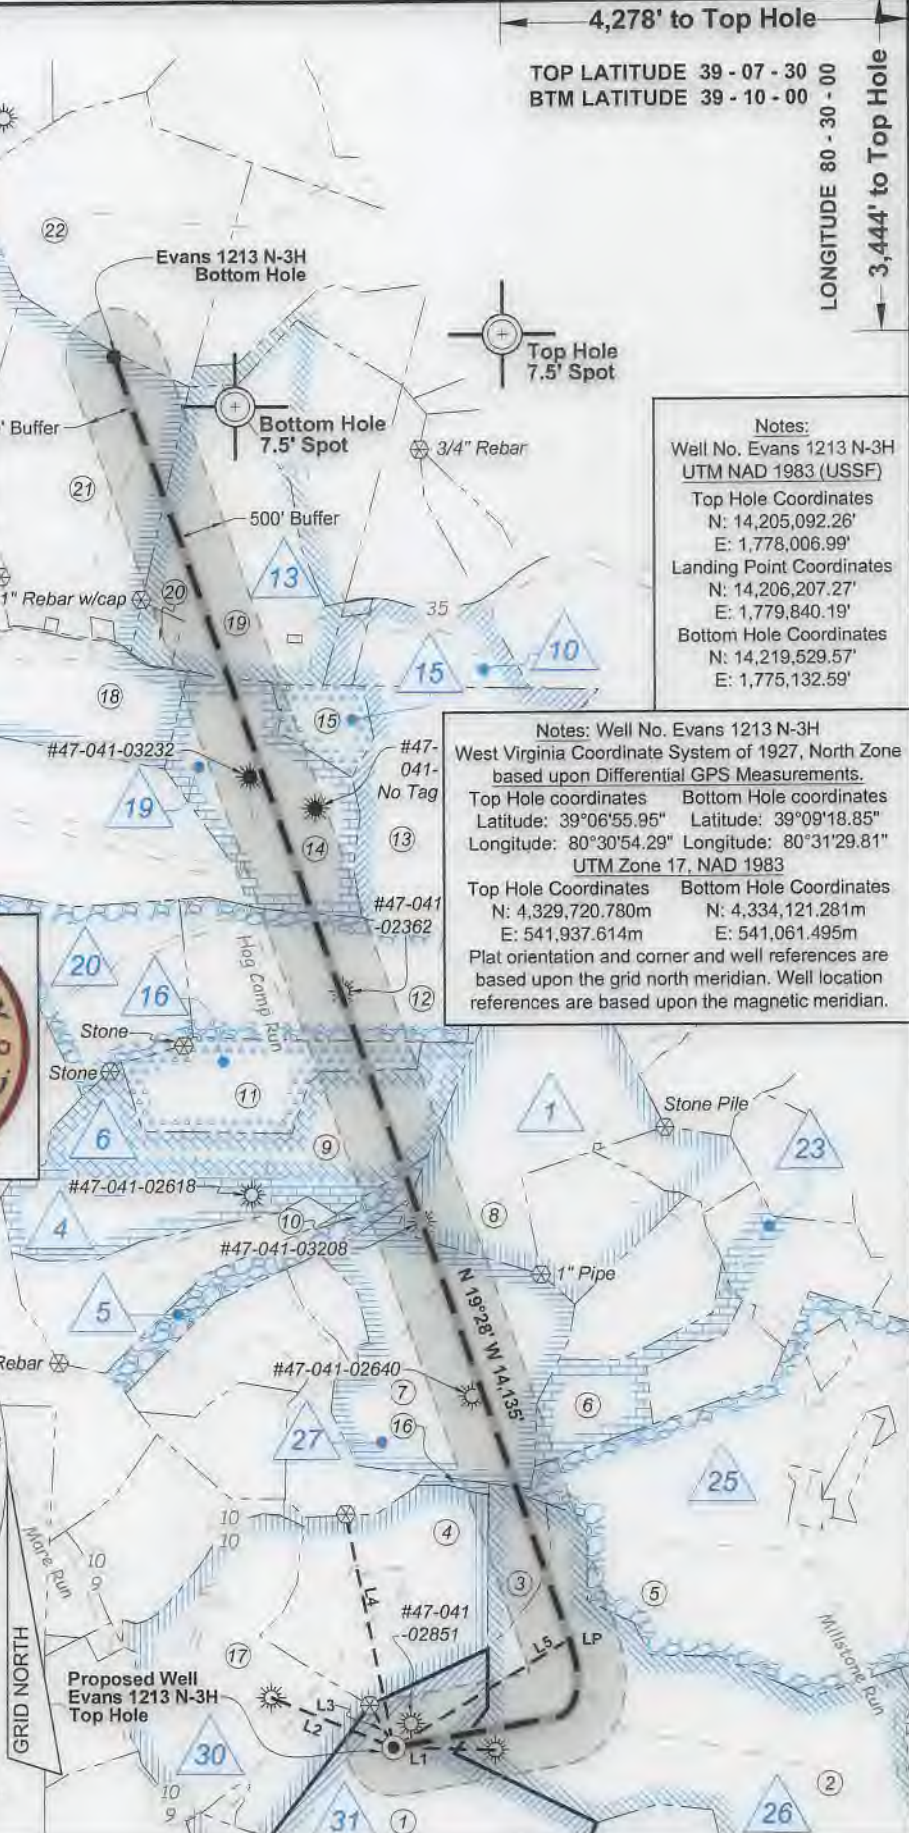 4,278' to Top Hole
TOP LATITUDE 39 - 07 - 30
BTM LATITUDE 39 - 10 - 00
LONGITUDE 80 - 30 - 00
3,444' to Top Hole
22
Evans 1213 N-3H
Bottom Hole
Top Hole
7.5' Spot
' Buffer
Bottom Hole
7.5' Spot
3/4" Rebar
21
500' Buffer
Notes:
Well No. Evans 1213 N-3H
UTM NAD 1983 (USSF)
Top Hole Coordinates
N: 14,205,092.26'
E: 1,778,006.99'
Landing Point Coordinates
N: 14,206,207.27'
E: 1,779,840.19'
Bottom Hole Coordinates
N: 14,219,529.57'
E: 1,775,132.59'
13
1" Rebar w/cap
20
19
35
15
10
18
15
#47-041-03232
#47-
041-
No Tag
19
14
13
Notes: Well No. Evans 1213 N-3H
West Virginia Coordinate System of 1927, North Zone
based upon Differential GPS Measurements.
Top Hole coordinates Bottom Hole coordinates
Latitude: 39°06'55.95" Latitude: 39°09'18.85"
Longitude: 80°30'54.29" Longitude: 80°31'29.81"
UTM Zone 17, NAD 1983
Top Hole Coordinates Bottom Hole Coordinates
N: 4,329,720.780m N: 4,334,121.281m
E: 541,937.614m E: 541,061.495m
Plat orientation and corner and well references are
based upon the grid north meridian. Well location
references are based upon the magnetic meridian.
#47-041
-02362
20
16
Hog Camp Run
12
Stone
Stone
11
1
Stone Pile
6
9
23
#47-041-02618
4
10
8
#47-041-03208
5
1" Pipe
N 19°28' W 14,135'
Rebar
#47-041-02640
7
6
27
16
25
10
10
4
Mare Run
10
9
L4
3
5
#47-041
-02851
L5
LP
Millstone Run
17
GRID NORTH
Proposed Well
Evans 1213 N-3H
Top Hole
L3
L2
L1
30
2
10
9
31
1
26